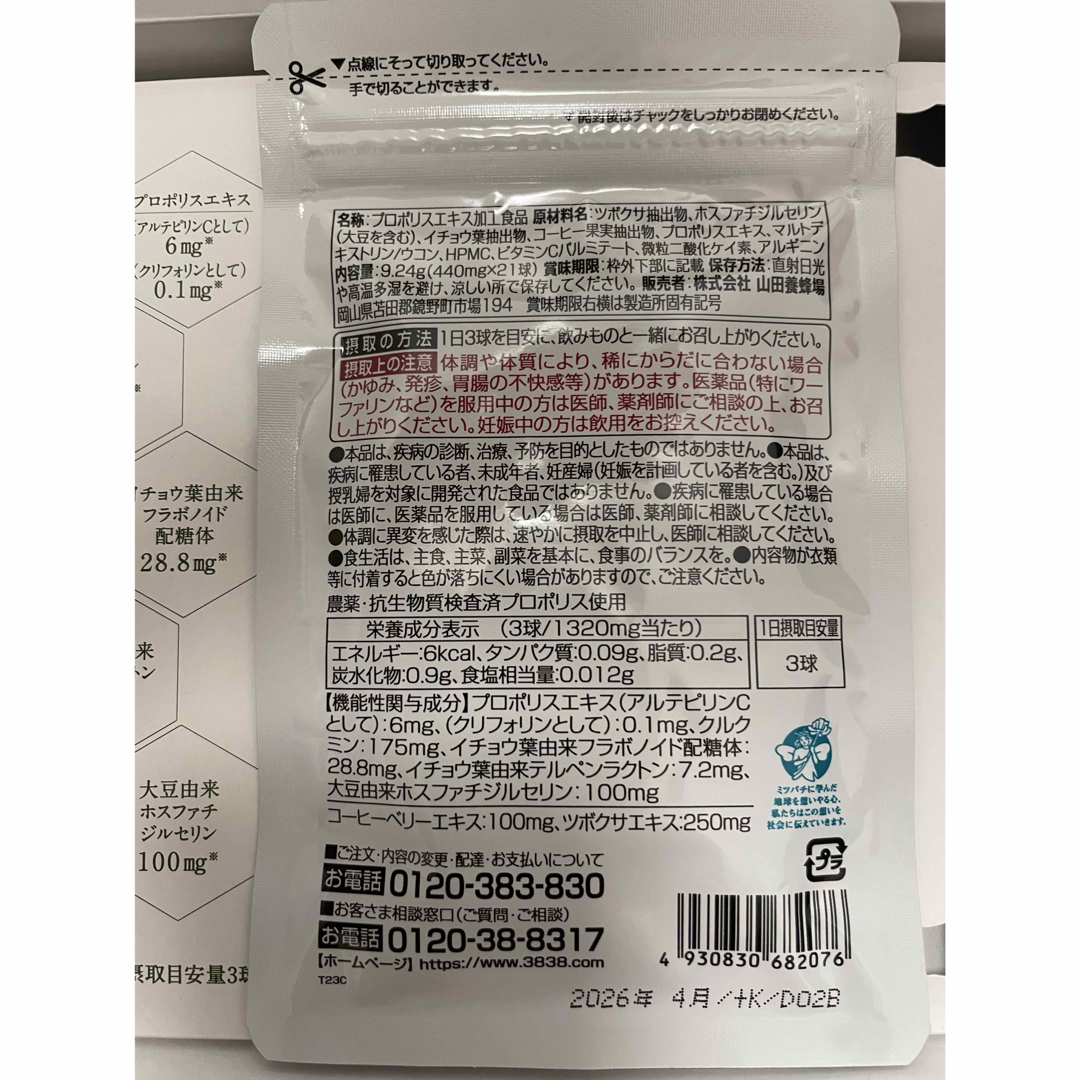 ▼点線にそって切り取ってください。
手で切ることができます。
▼開封後はチャックをしっかりお閉めください。
プロポリスエキス
(アルテピリンCとして)
6mg※
(クリフォリンとして)
0.1mg※
イチョウ葉由来
フラボノイド
配糖体
28.8mg※
来
ン
大豆由来
ホスファチ
ジルセリン
100mg※
摂取目安量3球
名称:プロポリスエキス加工食品 原材料名:ツボクサ抽出物、ホスファチジルセリン
(大豆を含む)、イチョウ葉抽出物、コーヒー果実抽出物、プロポリスエキス、マルトデ
キストリン/ウコン、HPMC、ビタミンCパルミテート、微粒二酸化ケイ素、アルギニン
内容量:9.24g(440mg×21球) 賞味期限:枠外下部に記載 保存方法:直射日光
や高温多湿を避け、涼しい所で保存してください。販売者:株式会社 山田養蜂場
岡山県苫田郡鏡野町市場194 賞味期限右横は製造所固有記号
摂取の方法 1日3球を目安に、飲みものと一緒にお召し上がりください。
摂取上の注意 体調や体質により、稀にからだに合わない場合
(かゆみ、発疹、胃腸の不快感等)があります。医薬品(特にワー
ファリンなど)を服用中の方は医師、薬剤師にご相談の上、お召
し上がりください。妊娠中の方は飲用をお控えください。
●本品は、疾病の診断、治療、予防を目的としたものではありません。●本品は、
疾病に罹患している者、未成年者、妊産婦(妊娠を計画している者を含む。)及び
授乳婦を対象に開発された食品ではありません。●疾病に罹患している場合
は医師に、医薬品を服用している場合は医師、薬剤師に相談してください。
●体調に異変を感じた際は、速やかに摂取を中止し、医師に相談してください。
●食生活は、主食、主菜、副菜を基本に、食事のバランスを。●内容物が衣類
等に付着すると色が落ちにくい場合がありますので、ご注意ください。
農薬・抗生物質検査済プロポリス使用
栄養成分表示 (3球/1320mg当たり)
エネルギー:6kcal、タンパク質:0.09g、脂質:0.2g、
炭水化物:0.9g、食塩相当量:0.012g
1日摂取目安量
3球
【機能性関与成分】プロポリスエキス(アルテピリンC
として):6mg、(クリフォリンとして):0.1mg、クルク
ミン:175mg、イチョウ葉由来フラボノイド配糖体:
28.8mg、イチョウ葉由来テルペンラクトン:7.2mg、
大豆由来ホスファチジルセリン:100mg
コーヒーベリーエキス:100mg、ツボクサエキス:250mg
ミツバチに学んだ
地球を思いやる心、
私たちはこの想いを
社会に伝えていきます。
プラ
■ご注文・内容の変更・配達・お支払いについて
お電話 0120-383-830
■お客さま相談窓口(ご質問・ご相談)
お電話 0120-38-8317
【ホームページ】https://www.3838.com
T23C
4 930830 682076
2026年 4月/+K/D02B